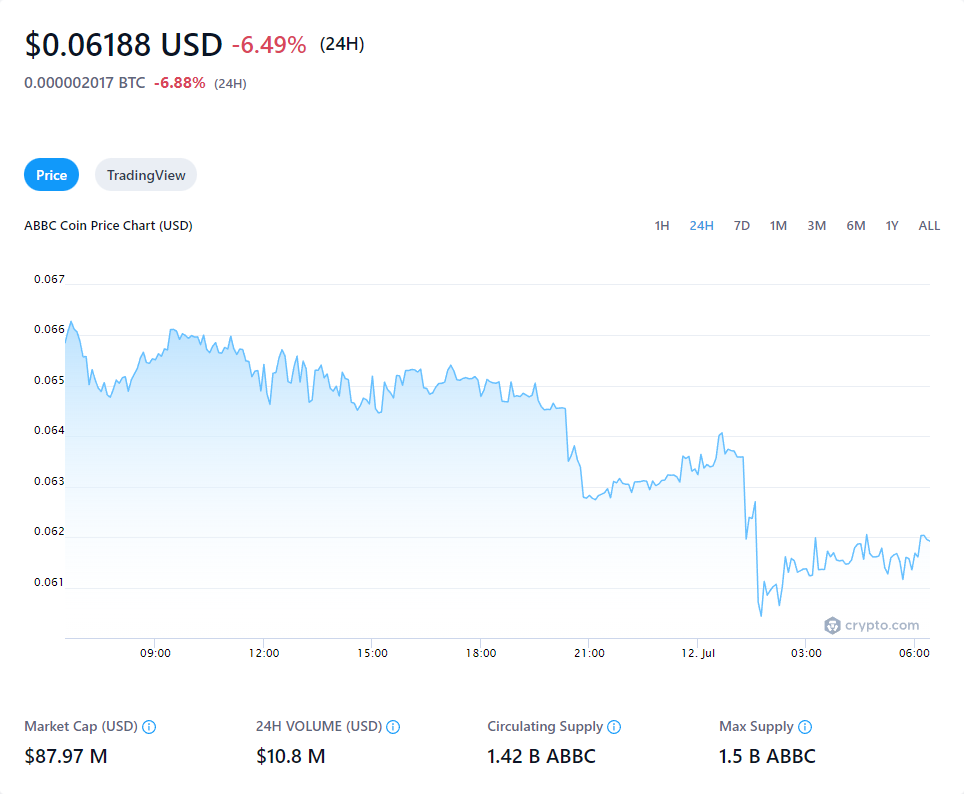 $0.06188 USD -6.49% (24H)
0.000002017 BTC -6.88% (24H)
Price TradingView
ABBC Coin Price Chart (USD) 1H 24H 7D 1M 3M 6M 1Y ALL
0.067
0.066
0.065
0.064
0.063
0.062
0.061
crypto.com
09:00 12:00 15:00 18:00 21:00 12. Jul 03:00 06:00
Market Cap (USD) 24H VOLUME (USD) Circulating Supply Max Supply
$87.97 M $10.8 M 1.42 B ABBC 1.5 B ABBC